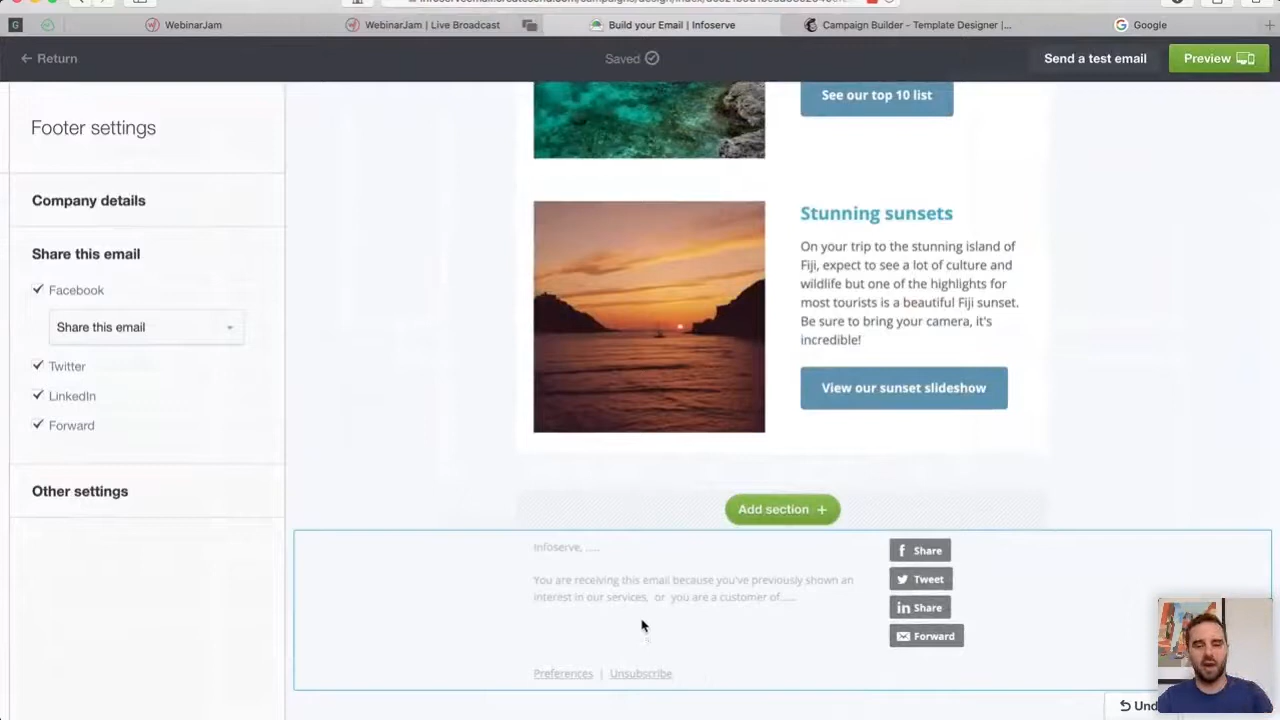 WebinarJam
WebinarJam | Live Broadcast
Build your Email | Infoserve
Campaign Builder - Template Designer |...
Google
← Return
Saved
Send a test email
Preview
Footer settings
Company details
Share this email
Facebook
Share this email
Twitter
LinkedIn
Forward
Other settings
See our top 10 list
Stunning sunsets
On your trip to the stunning island of
Fiji, expect to see a lot of culture and
wildlife but one of the highlights for
most tourists is a beautiful Fiji sunset.
Be sure to bring your camera, it's
incredible!
View our sunset slideshow
Add section +
Infoserve, .....
You are receiving this email because you've previously shown an
interest in our services, or you are a customer of......
Preferences | Unsubscribe
Share
Tweet
Share
Forward
Und